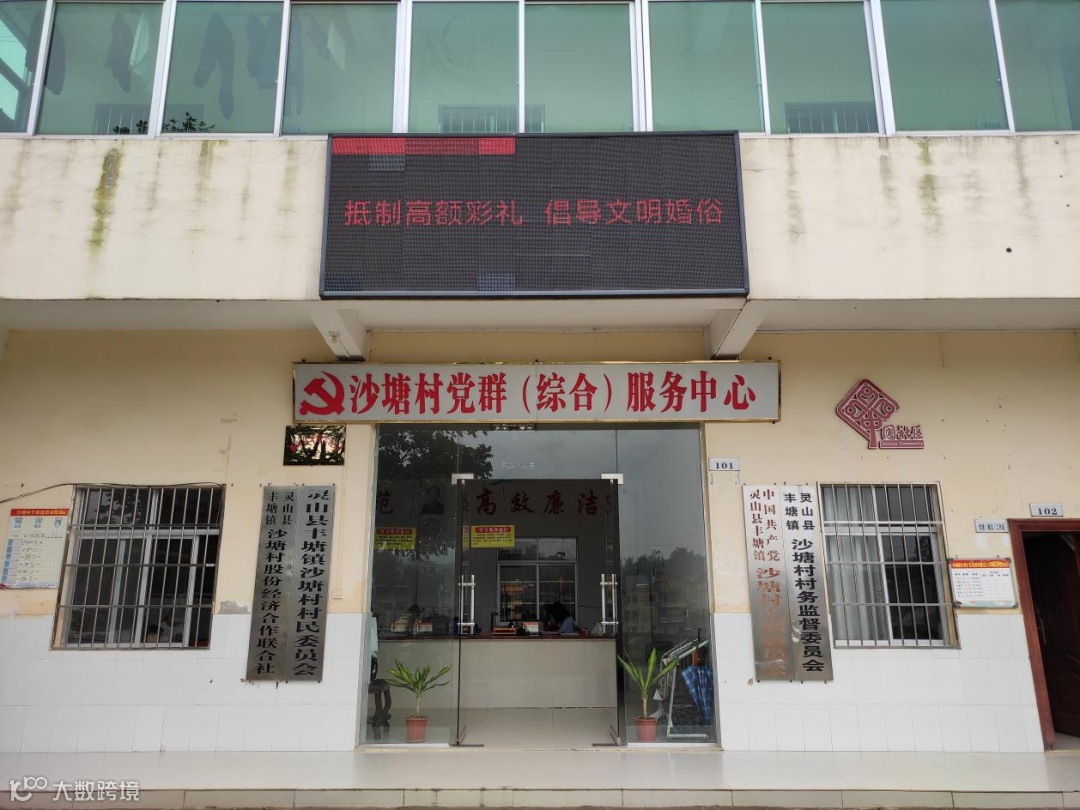 抵制高额彩礼 倡导文明婚俗
沙塘村党群（综合）服务中心
101
102
高效廉洁
灵山县
丰塘镇
沙塘村股份经济合作联合社
灵山县丰塘镇沙塘村村民委员会
中国共产党
灵山县丰塘镇
沙塘村
灵山县
丰塘镇
沙塘村村务监督委员会
大数跨境